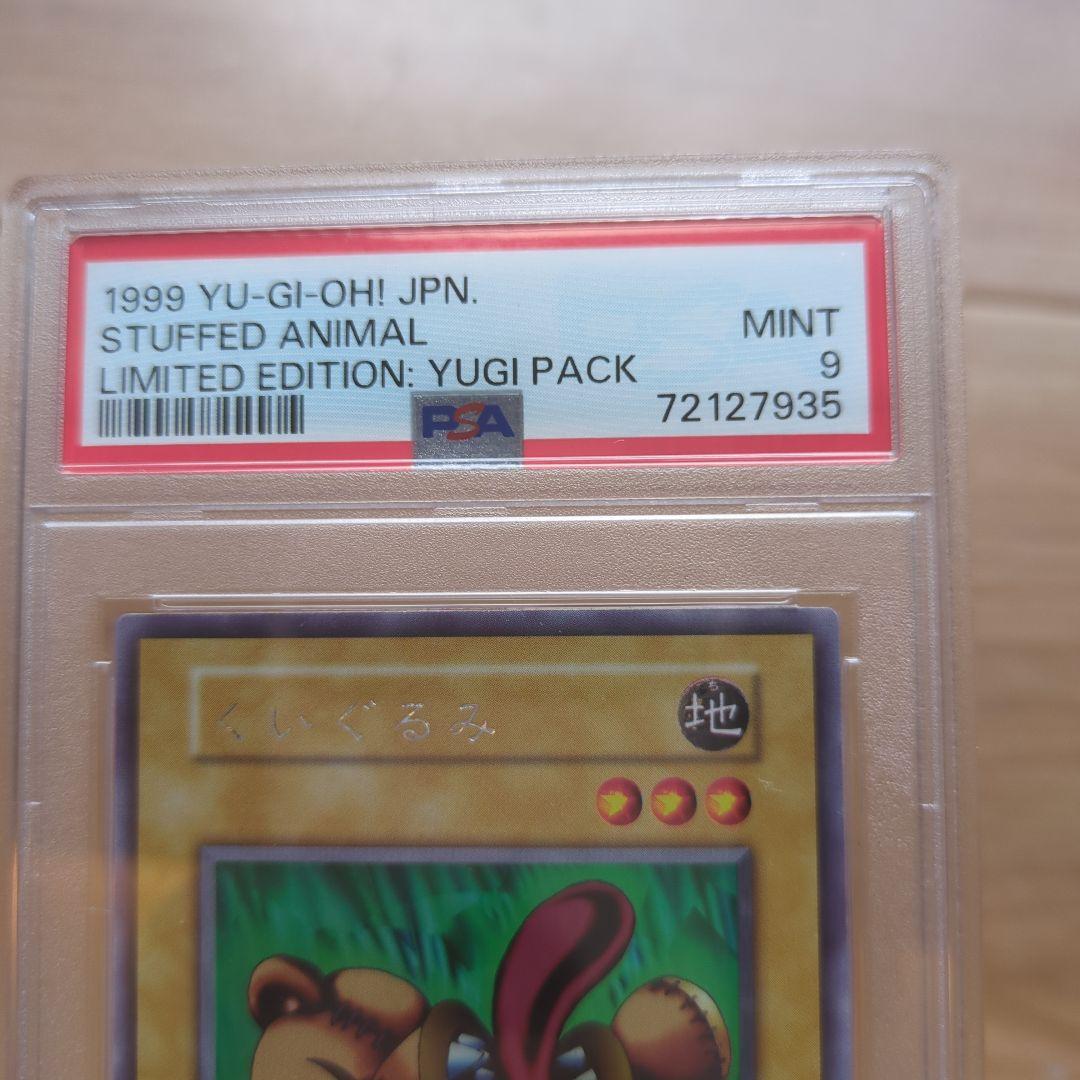 1999 YU-GI-OH! JPN.
STUFFED ANIMAL
MINT
LIMITED EDITION: YUGI PACK
9
72127935
PSA
くいぐるみ
ち
地